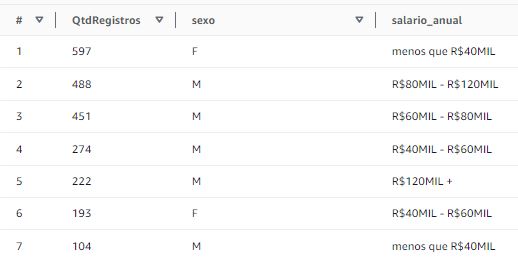 # QtdRegistros sexo salario_anual
1 597 F menos que R$40MIL
2 488 M R$80MIL - R$120MIL
3 451 M R$60MIL - R$80MIL
4 274 M R$40MIL - R$60MIL
5 222 M R$120MIL +
6 193 F R$40MIL - R$60MIL
7 104 M menos que R$40MIL